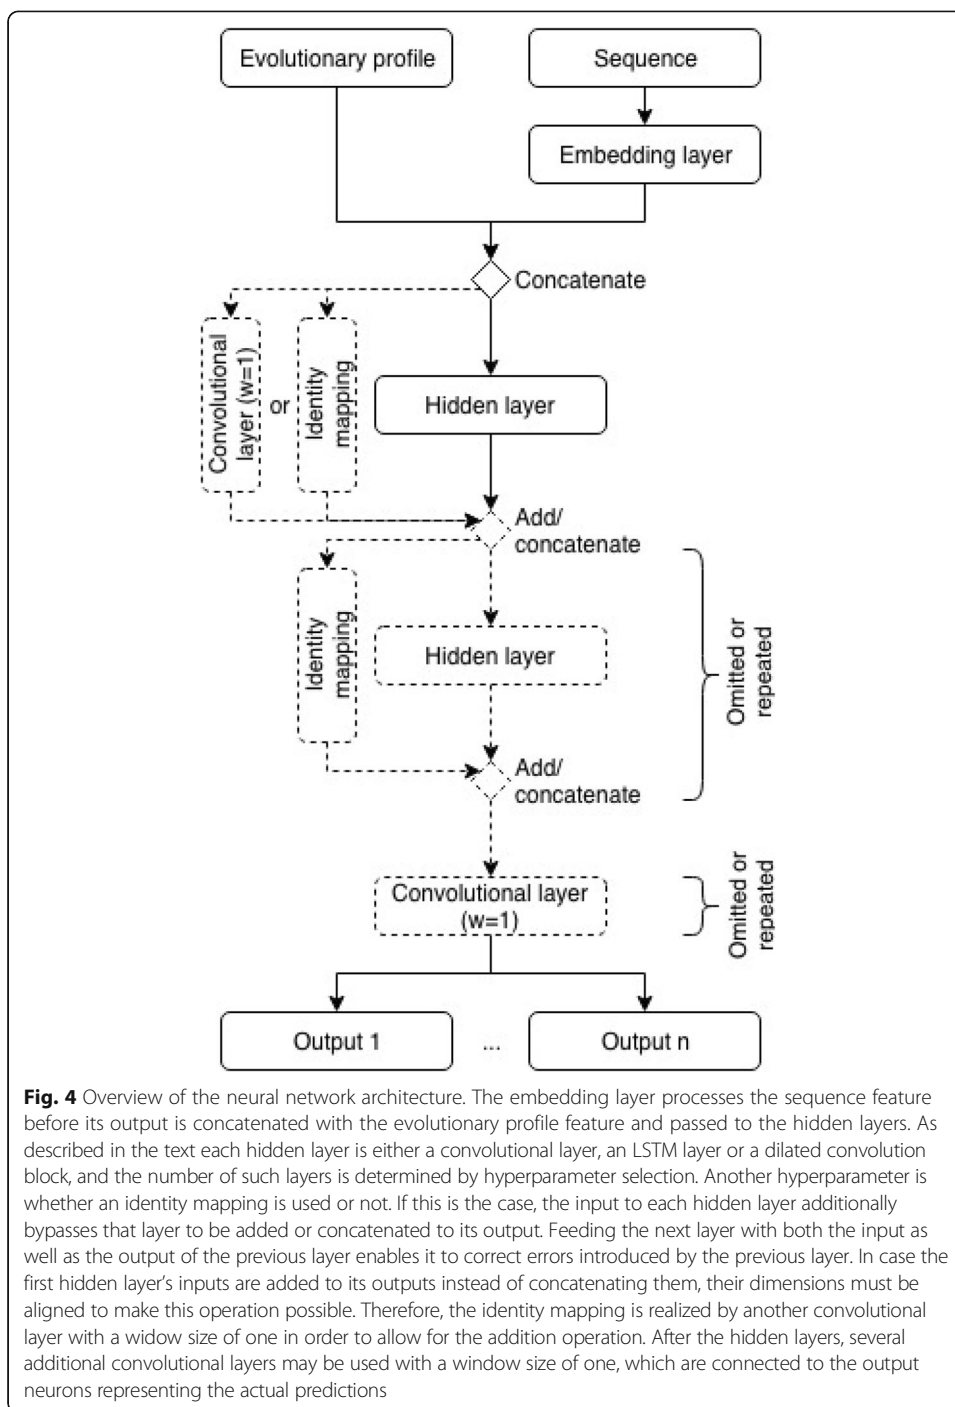 Evolutionary profile
Sequence
Embedding layer
Concatenate
Convolutional
layer (w=1)
or
Identity
mapping
Hidden layer
Add/
concatenate
Identity
mapping
Hidden layer
Omitted or
repeated
Add/
concatenate
Convolutional layer
(w=1)
Omitted or
repeated
Output 1
...
Output n
Fig. 4 Overview of the neural network architecture. The embedding layer processes the sequence feature
before its output is concatenated with the evolutionary profile feature and passed to the hidden layers. As
described in the text each hidden layer is either a convolutional layer, an LSTM layer or a dilated convolution
block, and the number of such layers is determined by hyperparameter selection. Another hyperparameter is
whether an identity mapping is used or not. If this is the case, the input to each hidden layer additionally
bypasses that layer to be added or concatenated to its output. Feeding the next layer with both the input as
well as the output of the previous layer enables it to correct errors introduced by the previous layer. In case the
first hidden layer's inputs are added to its outputs instead of concatenating them, their dimensions must be
aligned to make this operation possible. Therefore, the identity mapping is realized by another convolutional
layer with a widow size of one in order to allow for the addition operation. After the hidden layers, several
additional convolutional layers may be used with a window size of one, which are connected to the output
neurons representing the actual predictions